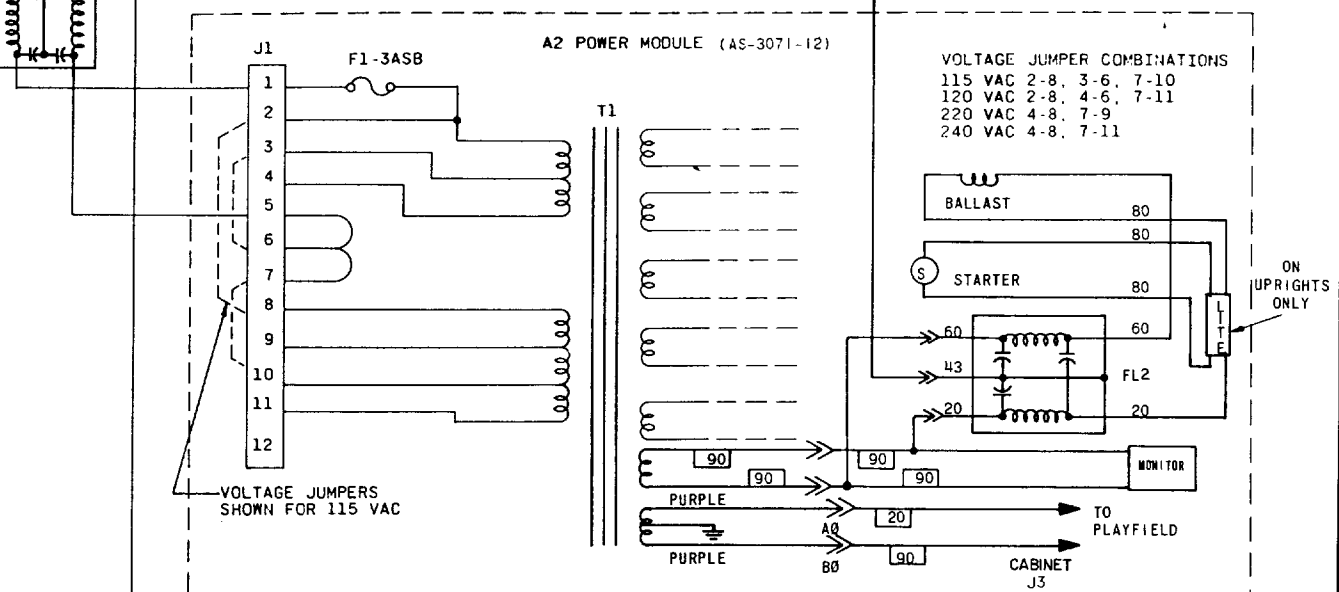 A2 POWER MODULE (AS-3071-12)
J1
F1-3ASB
T1
VOLTAGE JUMPER COMBINATIONS
115 VAC 2-8, 3-6, 7-10
120 VAC 2-8, 4-6, 7-11
220 VAC 4-8, 7-9
240 VAC 4-8, 7-11
1
2
3
4
5
6
7
8
9
10
11
12
BALLAST
80
80
S
STARTER
80
LITE
ON
UPRIGHTS
ONLY
60
60
43
FL2
20
20
90
90
90
90
MONITOR
PURPLE
VOLTAGE JUMPERS
SHOWN FOR 115 VAC
A0
20
TO
PLAYFIELD
PURPLE
B0
90
CABINET
J3